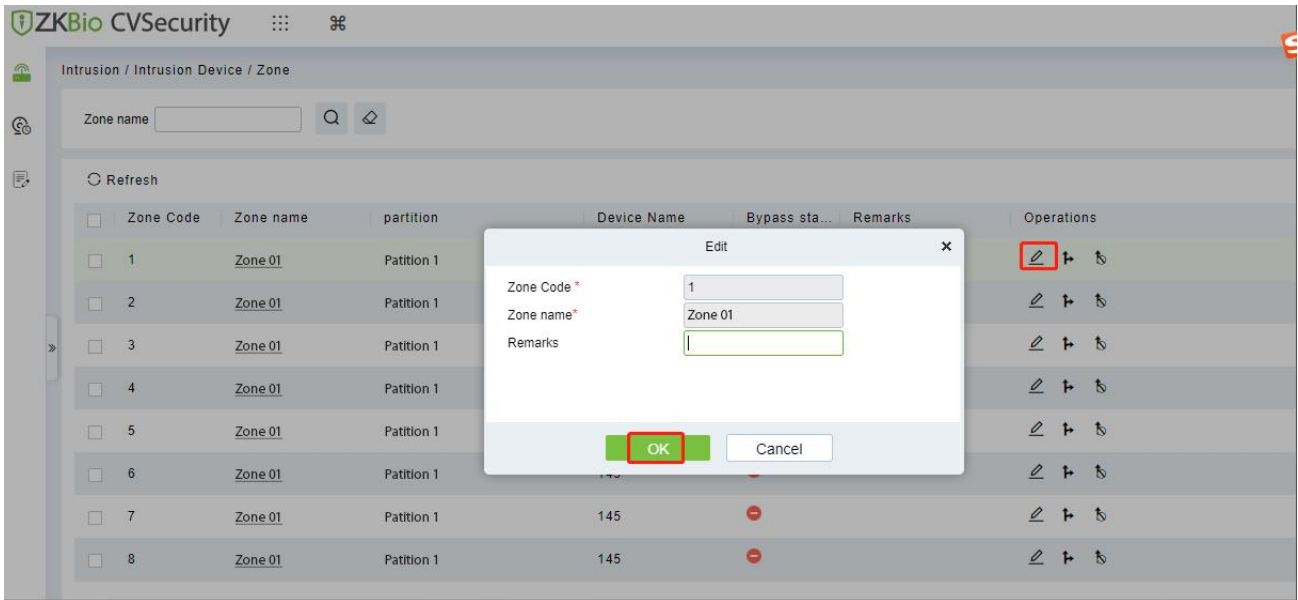 ZKBio CVSecurity
Intrusion / Intrusion Device / Zone
Zone name
Refresh
Zone Code Zone name partition Device Name Bypass sta... Remarks Operations
1 Zone 01 Patition 1
2 Zone 01 Patition 1
3 Zone 01 Patition 1
4 Zone 01 Patition 1
5 Zone 01 Patition 1
6 Zone 01 Patition 1
7 Zone 01 Patition 1 145
8 Zone 01 Patition 1 145
Edit
Zone Code * 1
Zone name* Zone 01
Remarks
OK Cancel